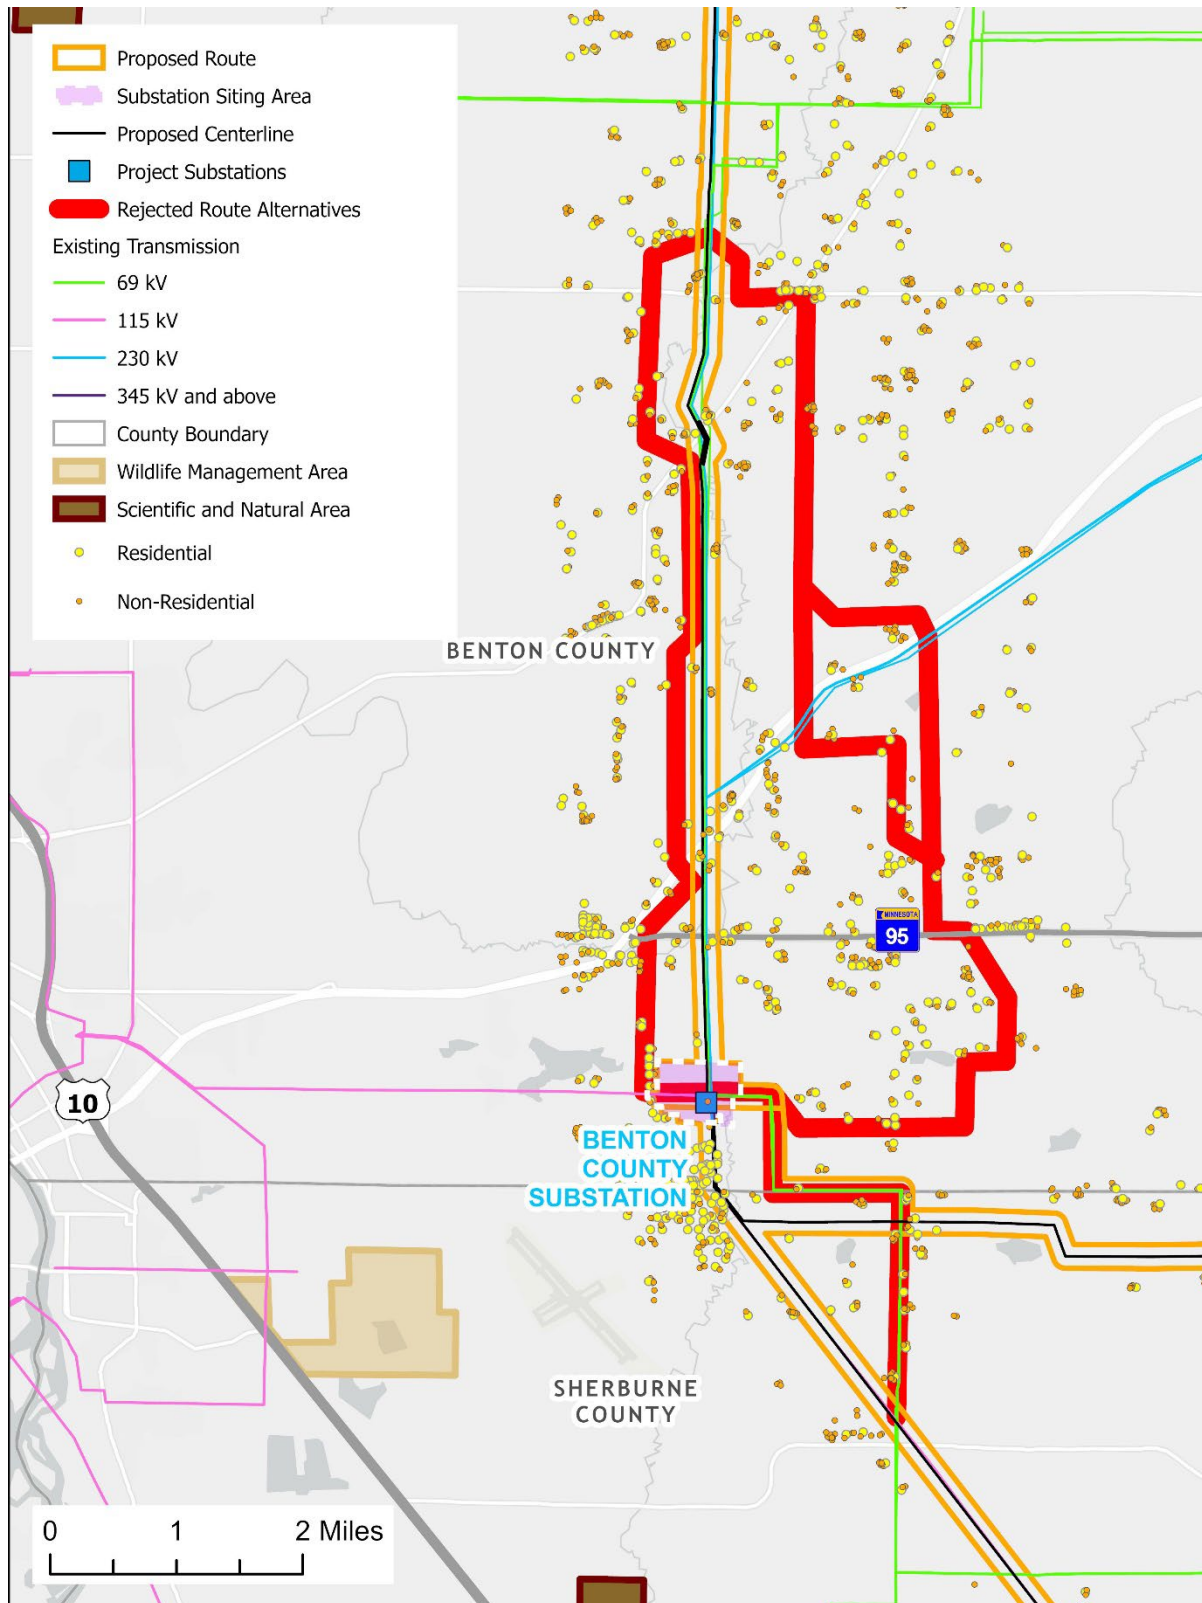 Proposed Route
Substation Siting Area
Proposed Centerline
Project Substations
Rejected Route Alternatives
Existing Transmission
69 kV
115 kV
230 kV
345 kV and above
County Boundary
Wildlife Management Area
Scientific and Natural Area
Residential
Non-Residential
BENTON COUNTY
MINNESOTA
95
10
BENTON
COUNTY
SUBSTATION
SHERBURNE
COUNTY
0 1 2 Miles